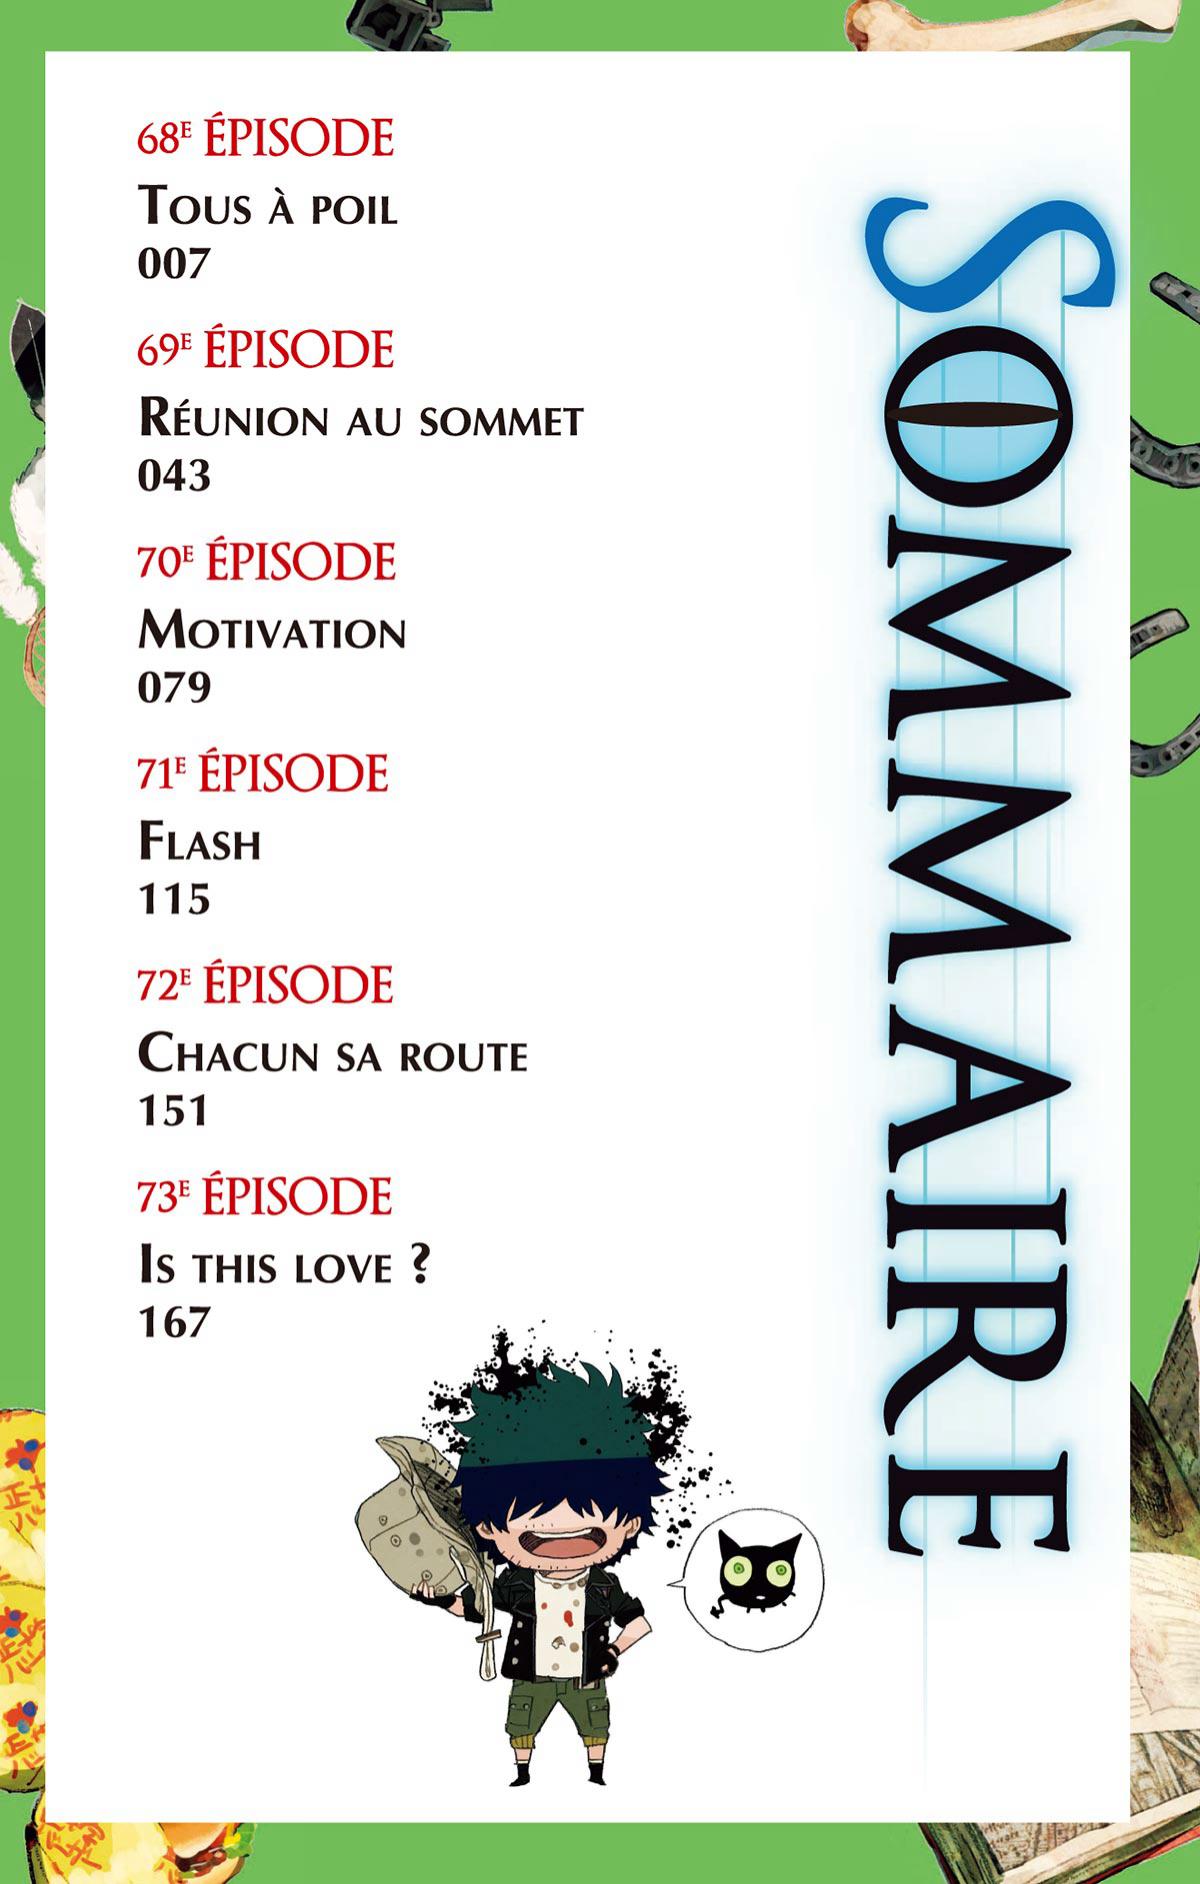 SOMMAIRE
68E ÉPISODE
TOUS À POIL
007
69E ÉPISODE
RÉUNION AU SOMMET
043
70E ÉPISODE
MOTIVATION
079
71E ÉPISODE
FLASH
115
72E ÉPISODE
CHACUN SA ROUTE
151
73E ÉPISODE
IS THIS LOVE ?
167